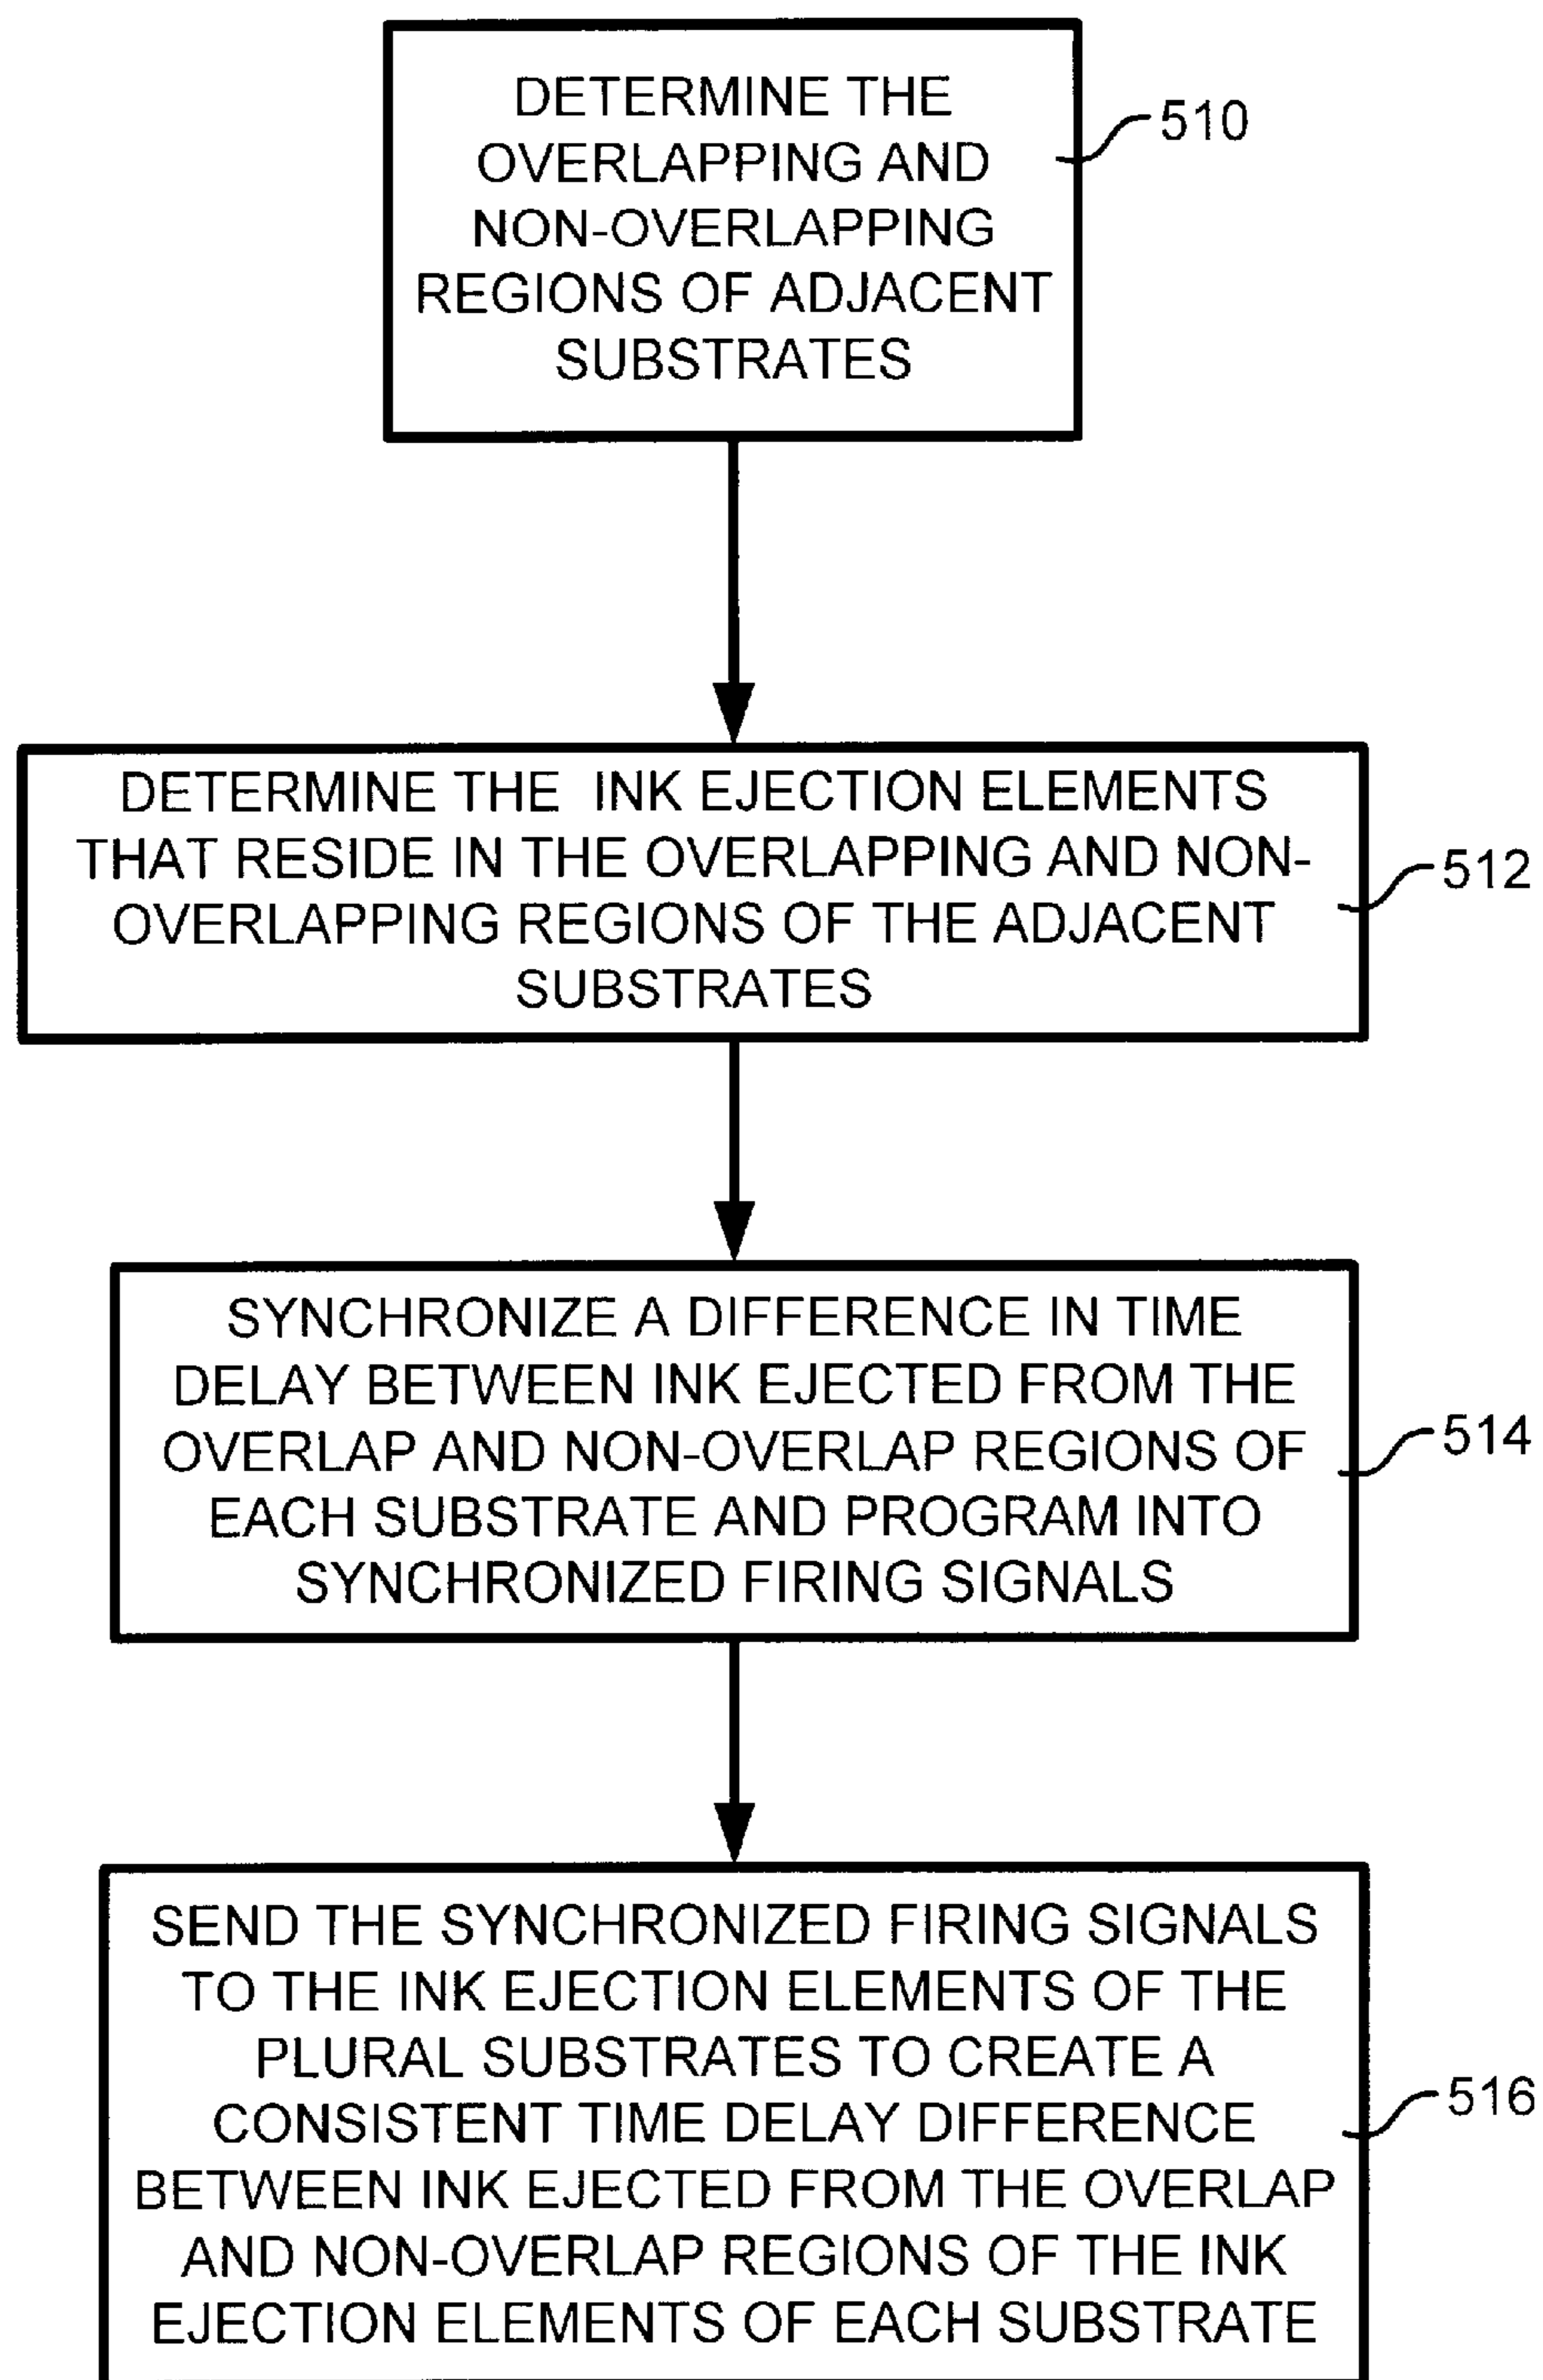 DETERMINE THE
OVERLAPPING AND
NON-OVERLAPPING
REGIONS OF ADJACENT
SUBSTRATES
510
DETERMINE THE INK EJECTION ELEMENTS
THAT RESIDE IN THE OVERLAPPING AND NON-
OVERLAPPING REGIONS OF THE ADJACENT
SUBSTRATES
512
SYNCHRONIZE A DIFFERENCE IN TIME
DELAY BETWEEN INK EJECTED FROM THE
OVERLAP AND NON-OVERLAP REGIONS OF
EACH SUBSTRATE AND PROGRAM INTO
SYNCHRONIZED FIRING SIGNALS
514
SEND THE SYNCHRONIZED FIRING SIGNALS
TO THE INK EJECTION ELEMENTS OF THE
PLURAL SUBSTRATES TO CREATE A
CONSISTENT TIME DELAY DIFFERENCE
BETWEEN INK EJECTED FROM THE OVERLAP
AND NON-OVERLAP REGIONS OF THE INK
EJECTION ELEMENTS OF EACH SUBSTRATE
516